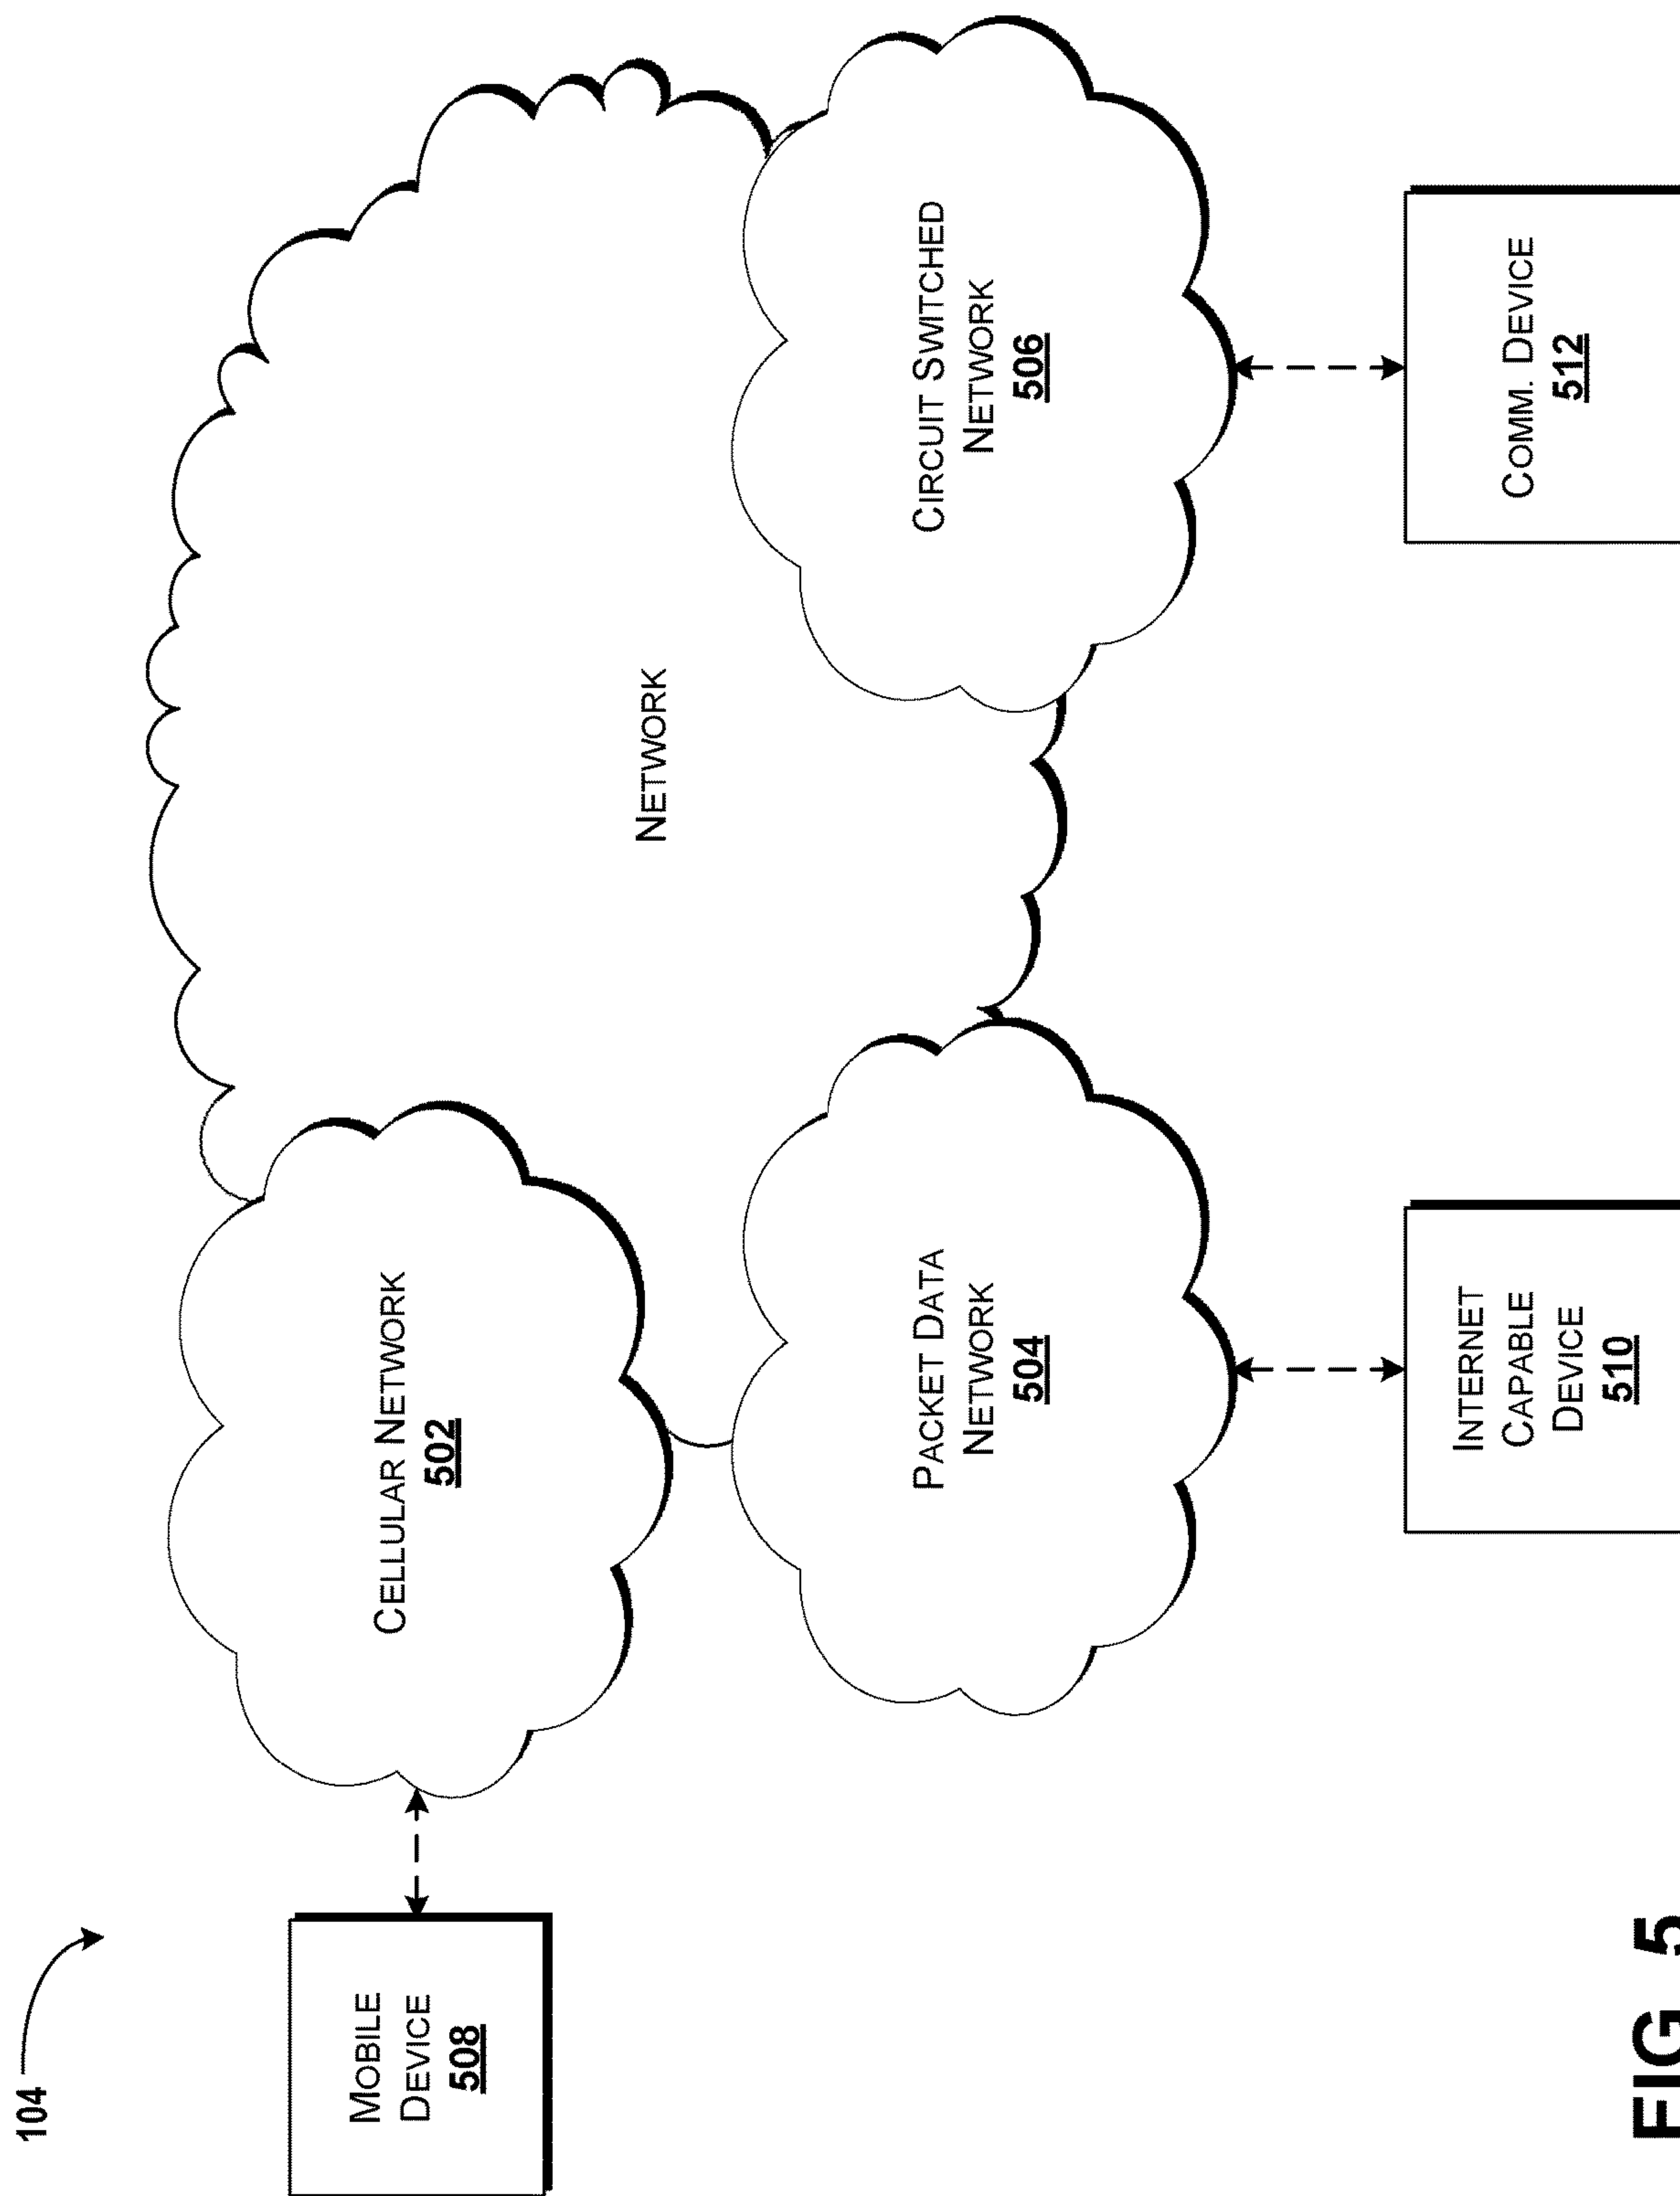 104
MOBILE
DEVICE
508
CELLULAR NETWORK
502
NETWORK
PACKET DATA
NETWORK
504
CIRCUIT SWITCHED
NETWORK
506
INTERNET
CAPABLE
DEVICE
510
COMM. DEVICE
512
FIG. 5